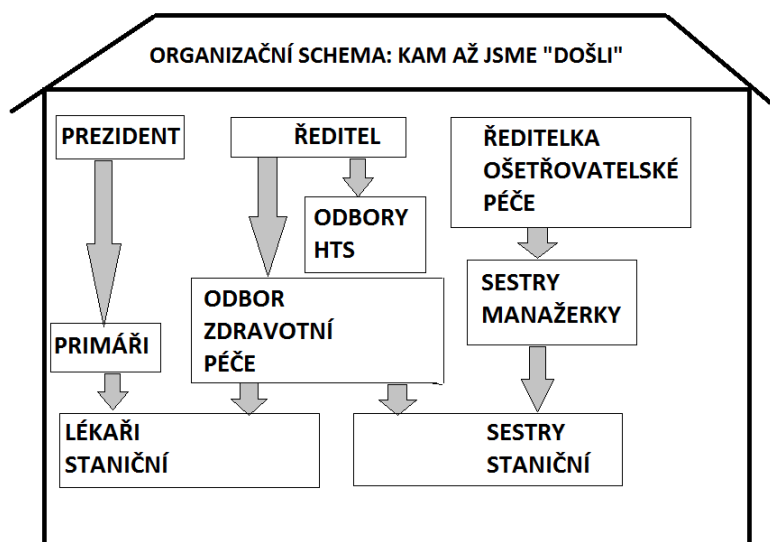 ORGANIZAČNÍ SCHEMA: KAM AŽ JSME "DOŠLI"
PREZIDENT
ŘEDITEL
ŘEDITELKA
OŠETŘOVATELSKÉ
PÉČE
ODBORY
HTS
ODBOR
ZDRAVOTNÍ
PÉČE
SESTRY
MANAŽERKY
PRIMÁŘI
LÉKAŘI
STANIČNÍ
SESTRY
STANIČNÍ